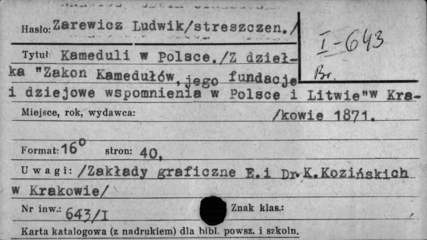 Hasło: Zarewicz Ludwik/streszczen./
Tytuł Kameduli w Polsce./Z dzieł-
ka "Zakon Kamedułów, jego fundacje
i dziejowe wspomnienia w Polsce i Litwie"w Kra-
Miejsce, rok, wydawca: /kowie 1871.
Format: 16° stron: 40,
Uwagi: /Zakłady graficzne E.i Dr.K.Kozińskich
w Krakowie/
Nr inw.: 643/I Znak klas.:
Karta katalogowa (z nadrukiem) dla bibl. powsz. i szkoln.
I-643
Br.